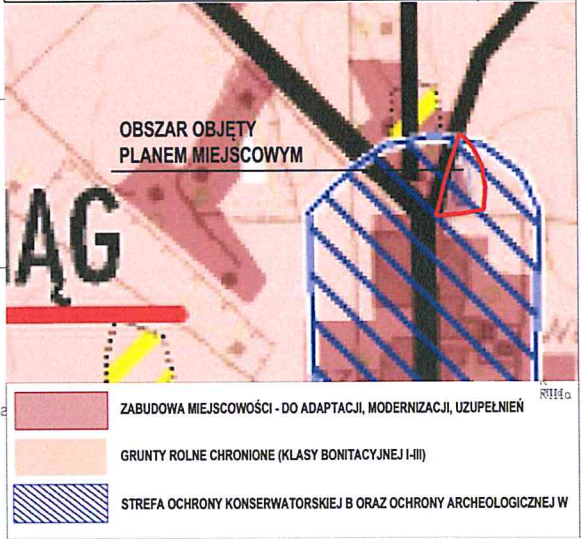 OBSZAR OBJĘTY
PLANEM MIEJSCOWYM
IĄG
ZABUDOWA MIEJSCOWOŚCI - DO ADAPTACJI, MODERNIZACJI, UZUPEŁNIEŃ
GRUNTY ROLNE CHRONIONE (KLASY BONITACYJNEJ I-III)
STREFA OCHRONY KONSERWATORSKIEJ B ORAZ OCHRONY ARCHEOLOGICZNEJ W